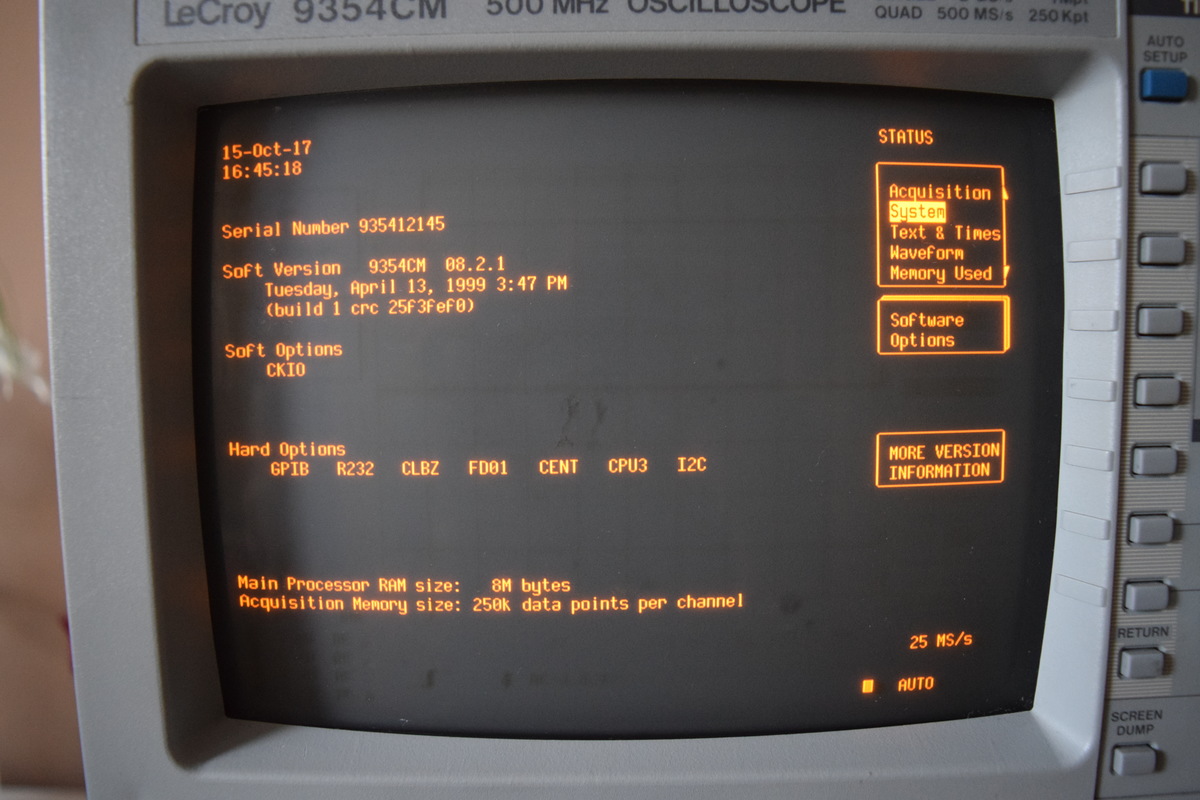 LeCroy 9354CM 500 MHz OSCILLOSCOPE
QUAD 500 MS/s 250 Kpt
AUTO
SETUP
15-Oct-17
16:45:18
Serial Number 935412145
Soft Version 9354CM 08.2.1
Tuesday, April 13, 1999 3:47 PM
(build 1 crc 25f3fef0)
Soft Options
CKIO
Hard Options
GPIB R232 CLBZ FD01 CENT CPU3 I2C
Main Processor RAM size: 8M bytes
Acquisition Memory size: 250k data points per channel
STATUS
Acquisition
System
Text & Times
Waveform
Memory Used
Software
Options
MORE VERSION
INFORMATION
25 MS/s
AUTO
RETURN
SCREEN
DUMP